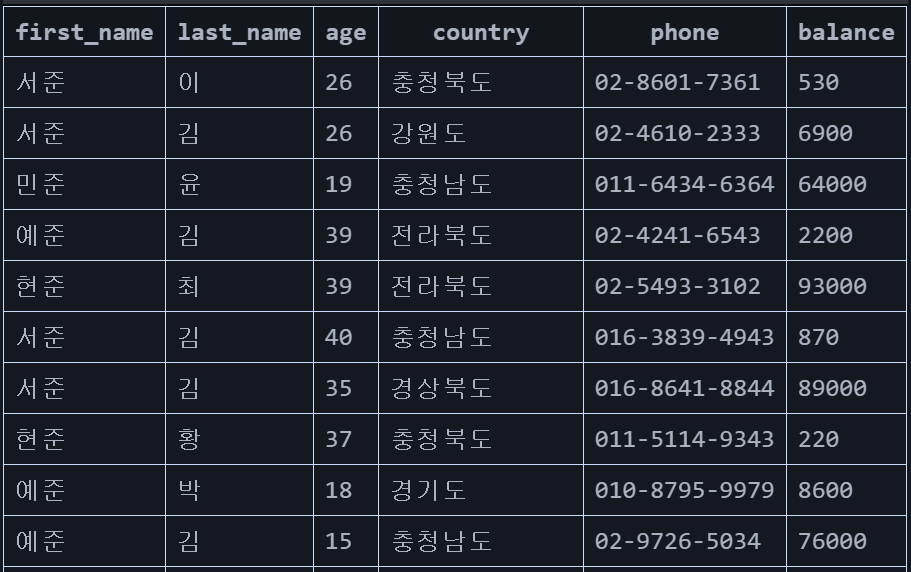 first_name last_name age country phone balance
서준 이 26 충청북도 02-8601-7361 530
서준 김 26 강원도 02-4610-2333 6900
민준 윤 19 충청남도 011-6434-6364 64000
예준 김 39 전라북도 02-4241-6543 2200
현준 최 39 전라북도 02-5493-3102 93000
서준 김 40 충청남도 016-3839-4943 870
서준 김 35 경상북도 016-8641-8844 89000
현준 황 37 충청북도 011-5114-9343 220
예준 박 18 경기도 010-8795-9979 8600
예준 김 15 충청남도 02-9726-5034 76000